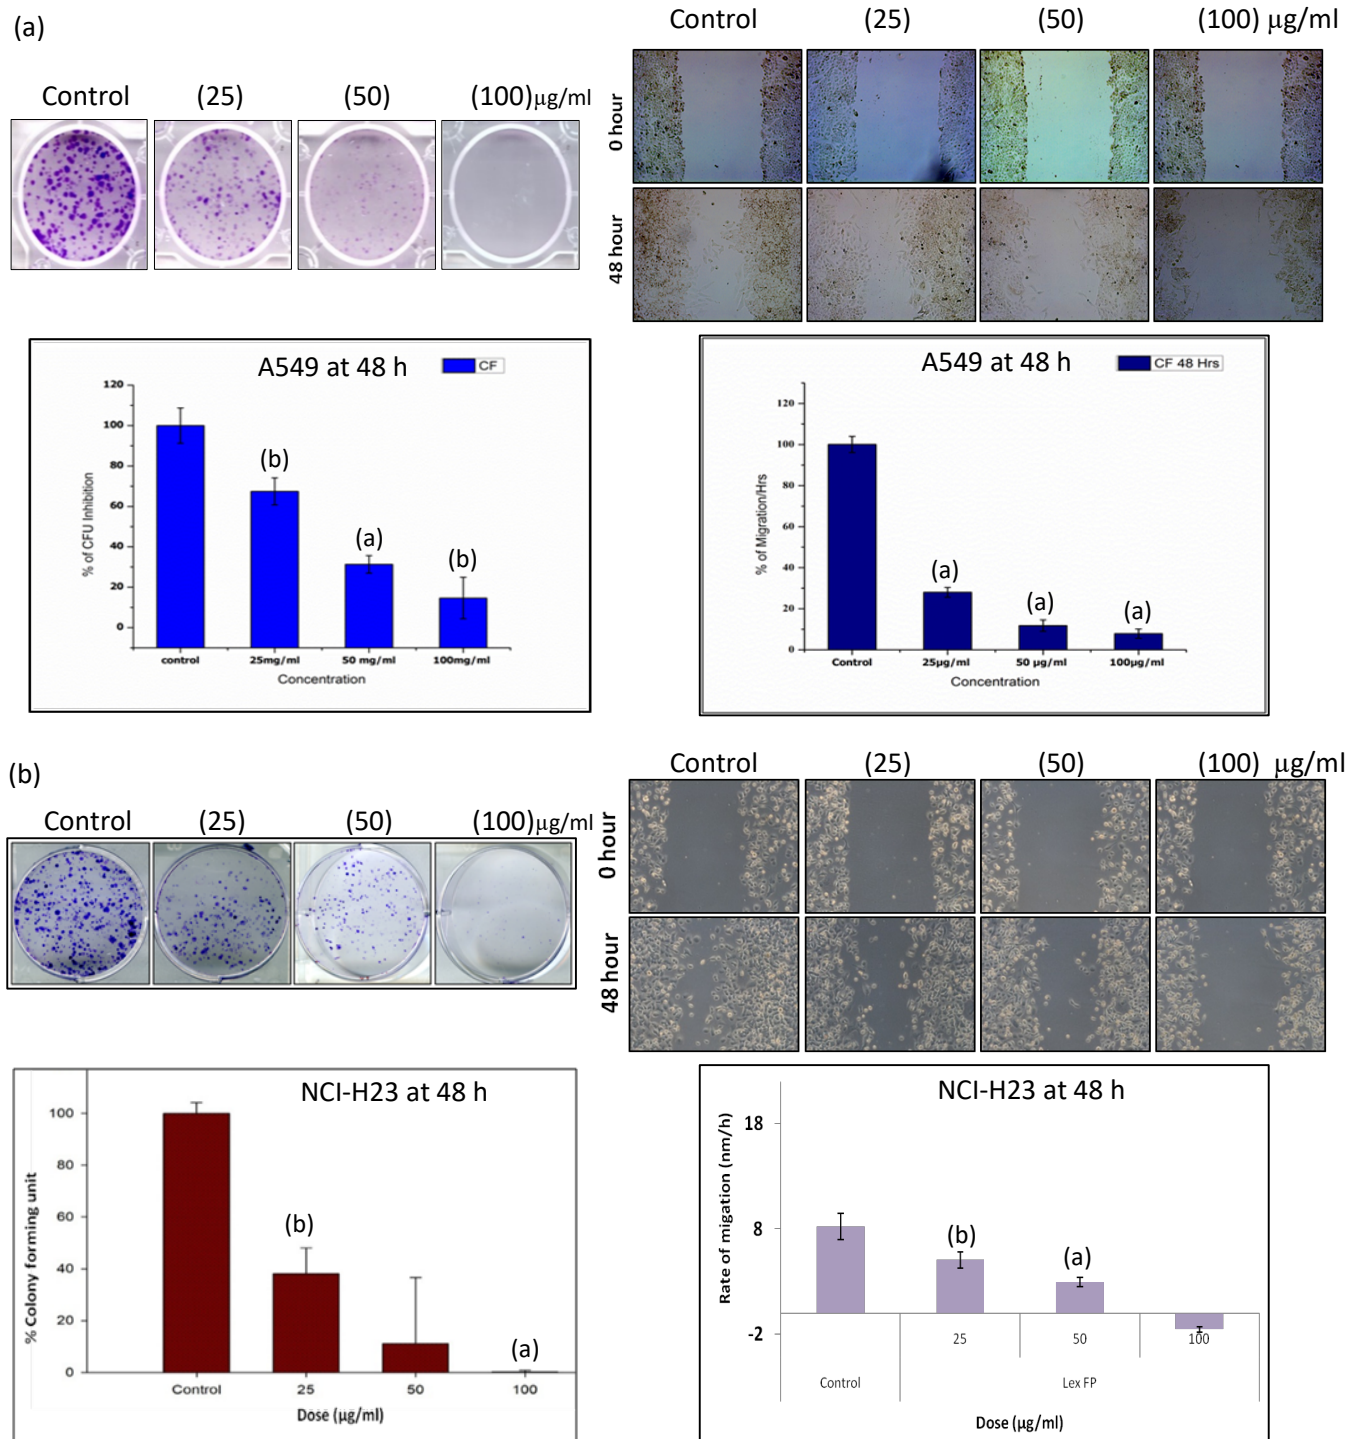 (a)
Control (25) (50) (100)μg/ml
Control (25) (50) (100) μg/ml
0 hour
48 hour
A549 at 48 h
CF
% of CFU Inhibition
120
100
80
60
40
20
0
(b)
(a)
(b)
control 25mg/ml 50 mg/ml 100mg/ml
Concentration
A549 at 48 h
CF 48 Hrs
% of Migration/Hrs
120
100
80
60
40
20
0
(a)
(a)
(a)
Control 25μg/ml 50 μg/ml 100μg/ml
Concentration
(b)
Control (25) (50) (100)μg/ml
Control (25) (50) (100) μg/ml
0 hour
48 hour
NCI-H23 at 48 h
% Colony forming unit
100
80
60
40
20
0
(b)
(a)
Control 25 50 100
Dose (μg/ml)
NCI-H23 at 48 h
Rate of migation (nm/h)
18
8
-2
(b)
(a)
25 50 100
Control Lex FP
Dose (μg/ml)